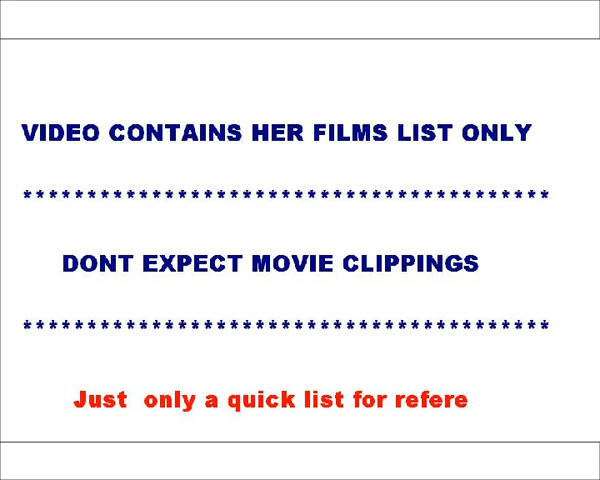 VIDEO CONTAINS HER FILMS LIST ONLY
*****************************************
DONT EXPECT MOVIE CLIPPINGS
*****************************************
Just only a quick list for refere